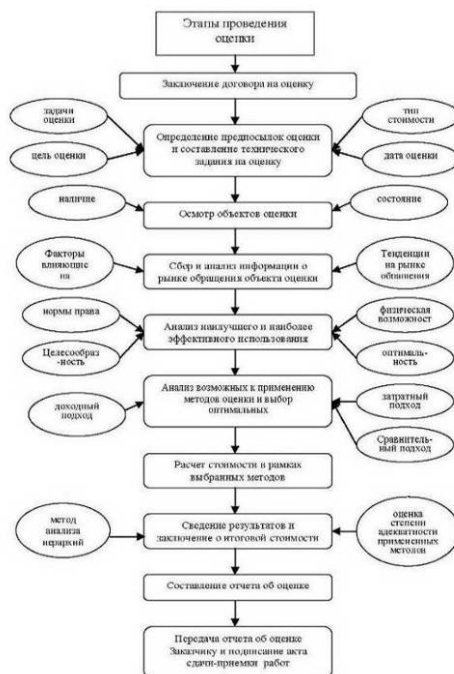 Этапы проведения
оценки
Заключение договора на оценку
задачи
оценки
тип
стоимости
Определение предпосылок оценки
и составление технического
задания на оценку
цель оценки
дата оценки
наличие
состояние
Осмотр объектов оценки
Факторы
влияющие
на
Тенденции
на рынке
обращения
Сбор и анализ информации о
рынке обращения объекта оценки
нормы права
физическая
возможност
Анализ наилучшего и наиболее
эффективного использования
Целесообраз
-ность
оптималь-
ность
Анализ возможных к применению
методов оценки и выбор
оптимальных
доходный
подход
затратный
подход
Сравнитель-
ный подход
Расчет стоимости в рамках
выбранных методов
метод
анализа
иерархий
Сведение результатов и
заключение о итоговой стоимости
оценка
степени
адекватности
примененных
методов
Составление отчета об оценке
Передача отчета об оценке
Заказчику и подписание акта
сдачи-приемки работ